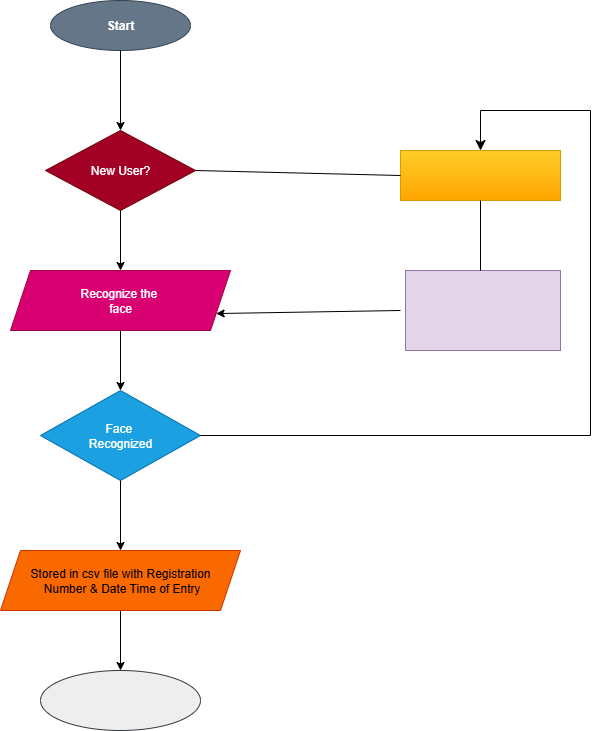 Start
New User?
Recognize the
face
Face
Recognized
Stored in csv file with Registration
Number & Date Time of Entry